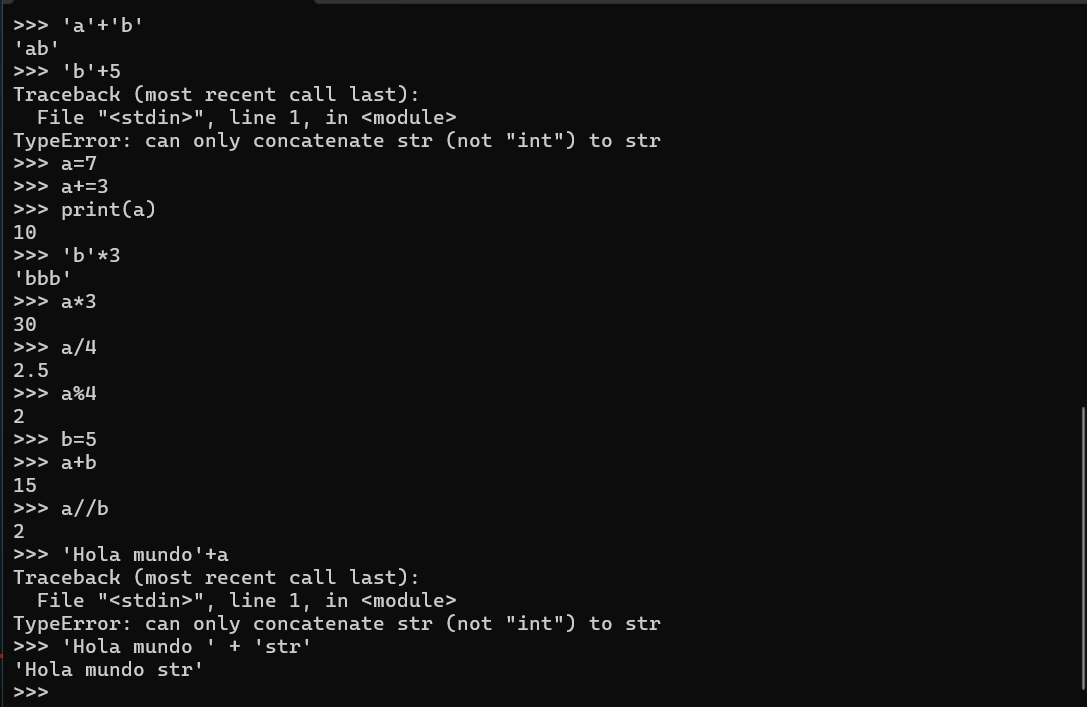 >>> 'a'+'b'
'ab'
>>> 'b'+5
Traceback (most recent call last):
  File "<stdin>", line 1, in <module>
TypeError: can only concatenate str (not "int") to str
>>> a=7
>>> a+=3
>>> print(a)
10
>>> 'b'*3
'bbb'
>>> a*3
30
>>> a/4
2.5
>>> a%4
2
>>> b=5
>>> a+b
15
>>> a//b
2
>>> 'Hola mundo'+a
Traceback (most recent call last):
  File "<stdin>", line 1, in <module>
TypeError: can only concatenate str (not "int") to str
>>> 'Hola mundo ' + 'str'
'Hola mundo str'
>>>